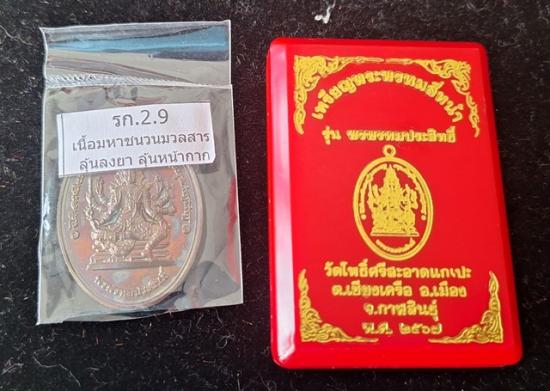 รก.2.9
เนื้อมหาชนวนมวลสาร
ลุ้นลงยา ลุ้นหน้ากาก
เหรียญพระพรหมสี่หน้า
รุ่น พรพรหมประสิทธิ์
วัดโพธิ์ศรีสะอาดแกเปะ
ต.เชียงเครือ อ.เมือง
จ.กาฬสินธุ์
พ.ศ. ๒๕๖๗